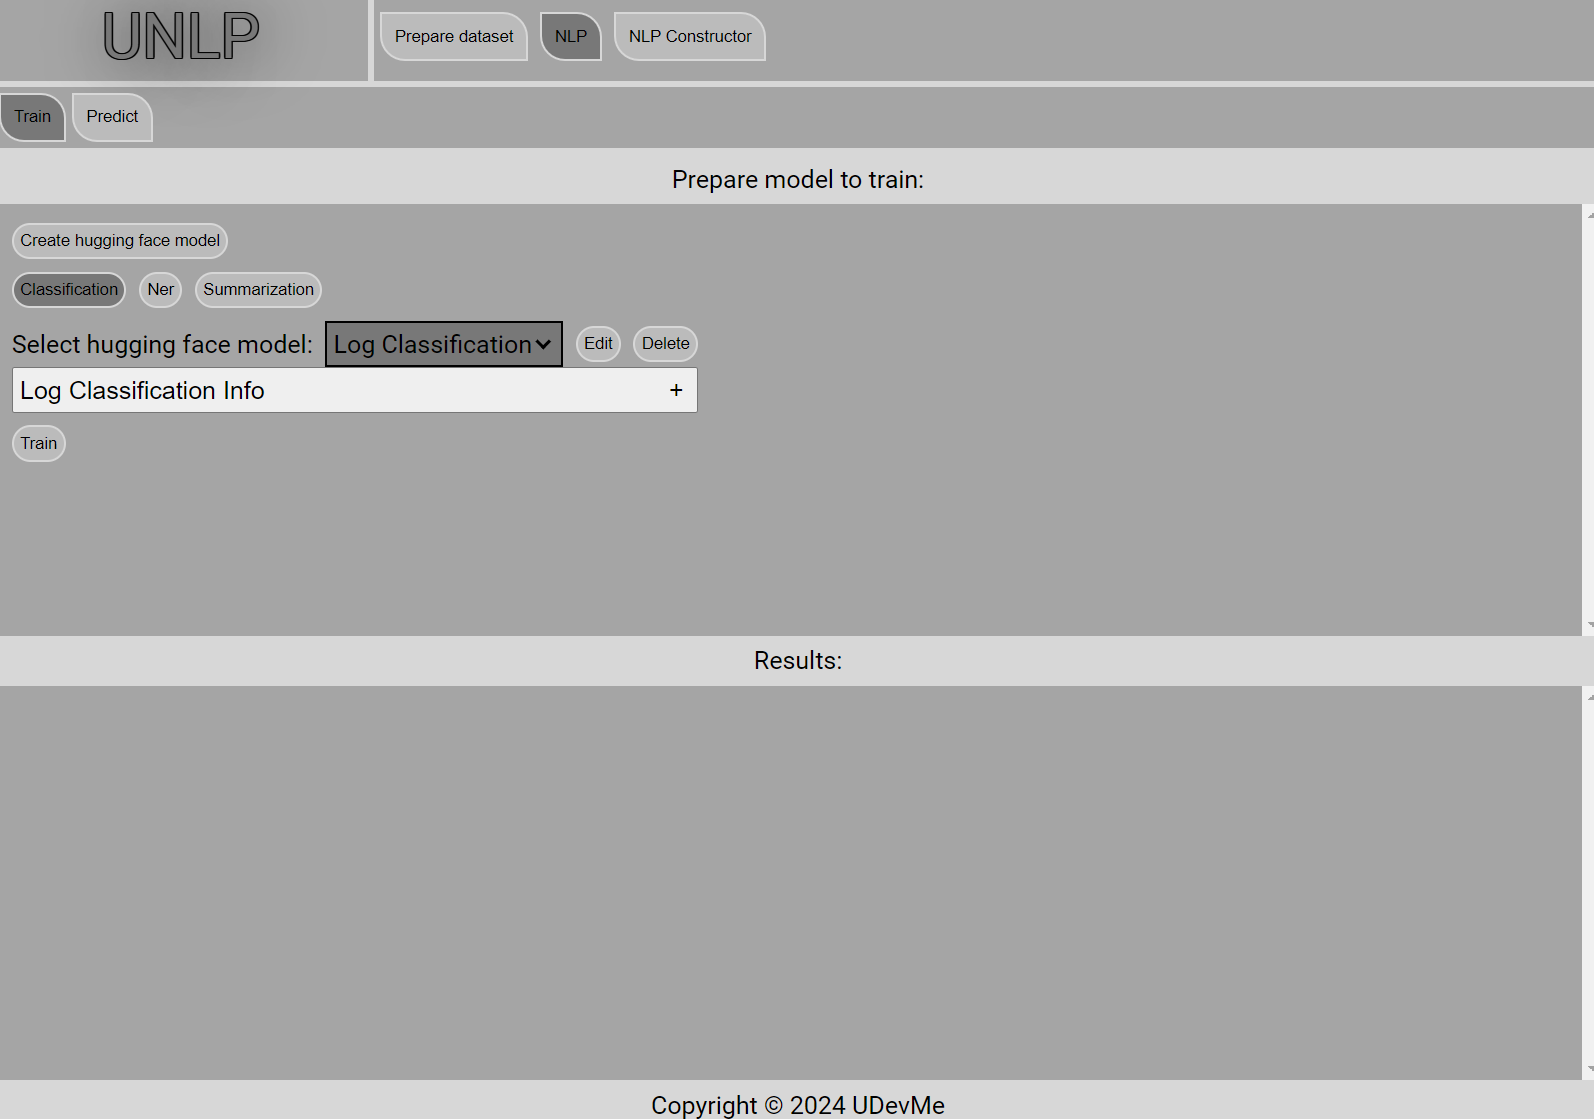 UNLP
Prepare dataset NLP NLP Constructor
Train Predict
Prepare model to train:
Create hugging face model
Classification Ner Summarization
Select hugging face model: Log Classification Edit Delete
Log Classification Info +
Train
Results:
Copyright © 2024 UDevMe